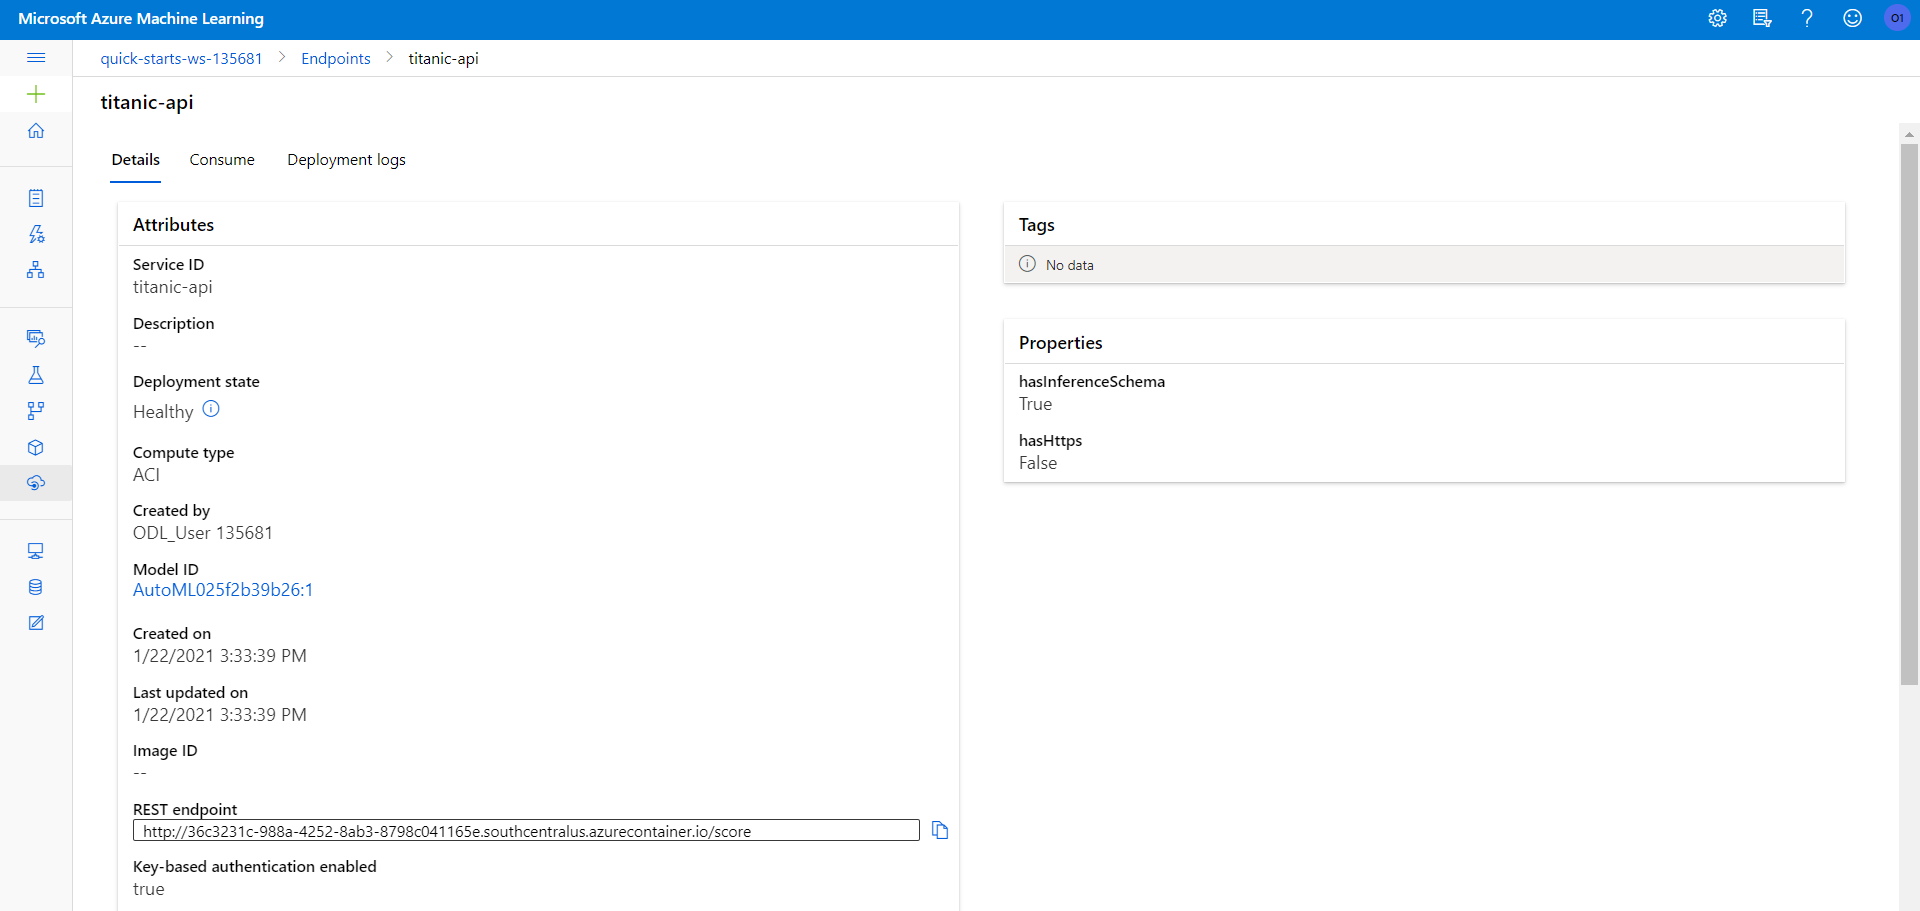 Microsoft Azure Machine Learning
O1
quick-starts-ws-135681 > Endpoints > titanic-api
titanic-api
Details Consume Deployment logs
Attributes
Service ID
titanic-api
Description
--
Deployment state
Healthy
Compute type
ACI
Created by
ODL_User 135681
Model ID
AutoML025f2b39b26:1
Created on
1/22/2021 3:33:39 PM
Last updated on
1/22/2021 3:33:39 PM
Image ID
--
REST endpoint
http://36c3231c-988a-4252-8ab3-8798c041165e.southcentralus.azurecontainer.io/score
Key-based authentication enabled
true
Tags
No data
Properties
hasInferenceSchema
True
hasHttps
False